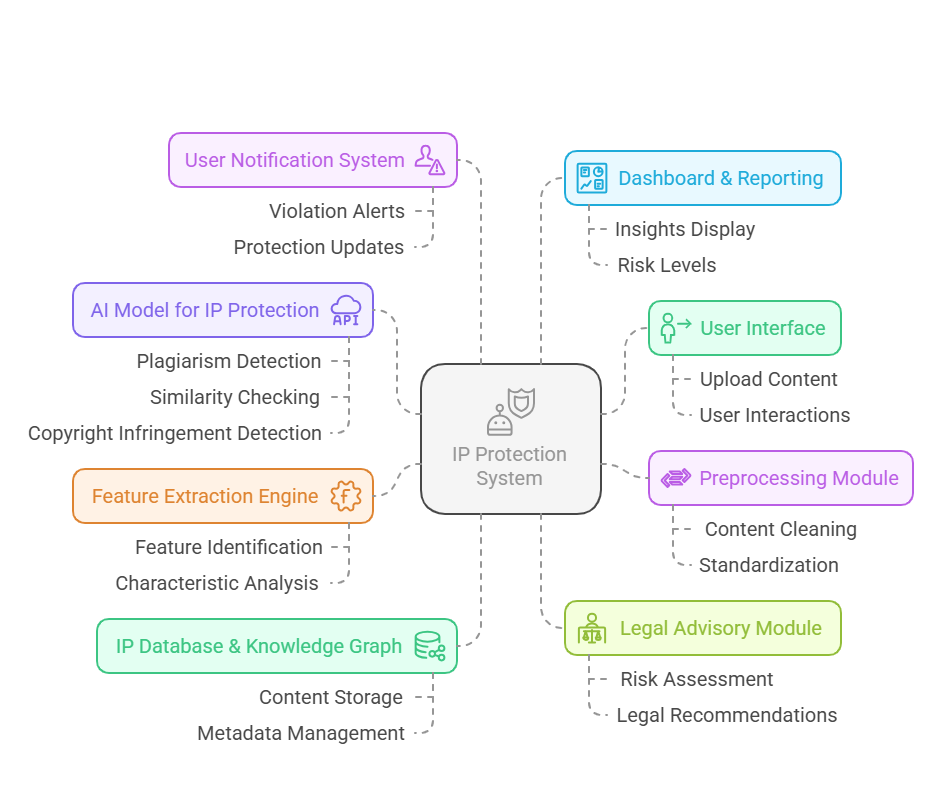 User Notification System
Violation Alerts
Protection Updates
AI Model for IP Protection
API
Plagiarism Detection
Similarity Checking
Copyright Infringement Detection
Feature Extraction Engine
F
Feature Identification
Characteristic Analysis
IP Database & Knowledge Graph
Content Storage
Metadata Management
IP Protection
System
Dashboard & Reporting
Insights Display
Risk Levels
User Interface
Upload Content
User Interactions
Preprocessing Module
Content Cleaning
Standardization
Legal Advisory Module
Risk Assessment
Legal Recommendations